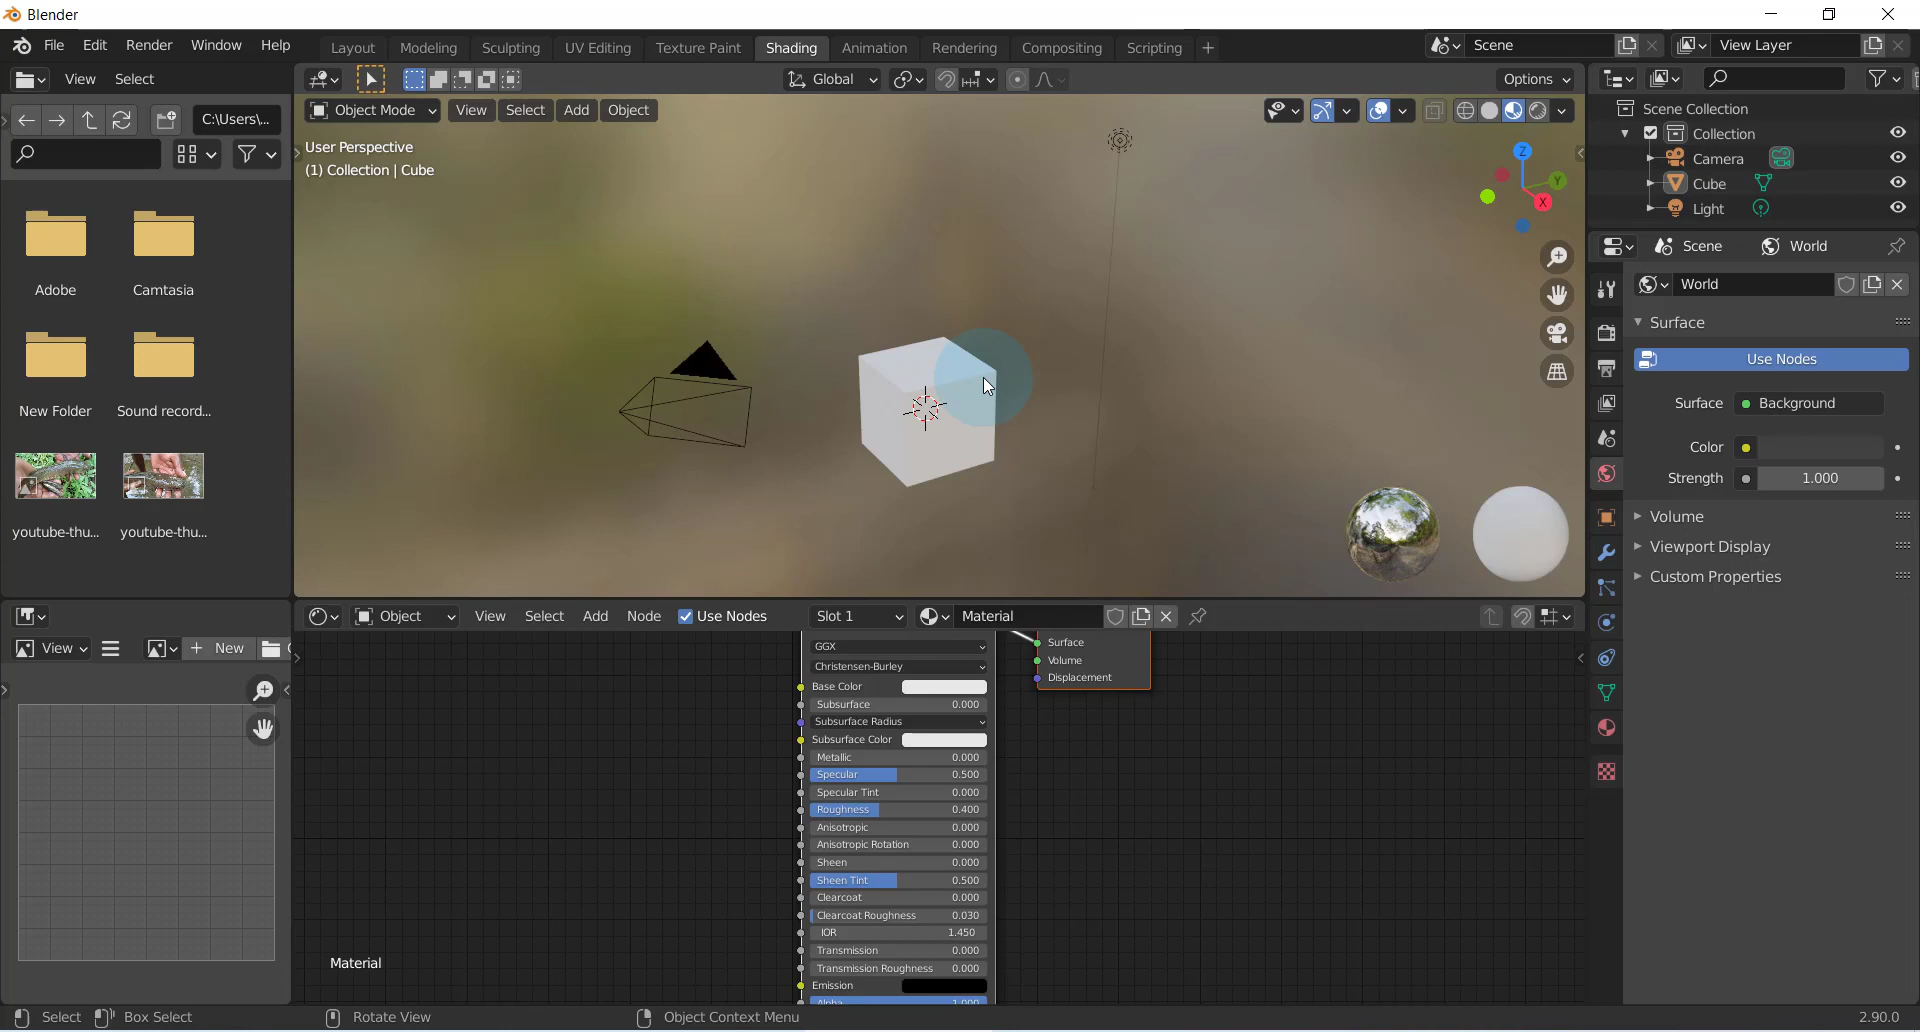 Blender
File Edit Render Window Help
Layout Modeling Sculpting UV Editing Texture Paint Shading Animation Rendering Compositing Scripting +
Scene
View Layer
View Select
Global
Options
C:\Users\...
Object Mode View Select Add Object
User Perspective
(1) Collection | Cube
Z
Y
X
Adobe
Camtasia
New Folder
Sound record...
youtube-thu...
youtube-thu...
Scene Collection
Collection
Camera
Cube
Light
Scene World
World
Surface
Use Nodes
Surface Background
Color
Strength 1.000
Volume
Viewport Display
Custom Properties
View
+ New
Object View Select Add Node Use Nodes Slot 1 Material
GGX
Christensen-Burley
Base Color
Subsurface 0.000
Subsurface Radius
Subsurface Color
Metallic 0.000
Specular 0.500
Specular Tint 0.000
Roughness 0.400
Anisotropic 0.000
Anisotropic Rotation 0.000
Sheen 0.000
Sheen Tint 0.500
Clearcoat 0.000
Clearcoat Roughness 0.030
IOR 1.450
Transmission 0.000
Transmission Roughness 0.000
Emission
Alpha 1.000
Surface
Volume
Displacement
Material
Select Box Select Rotate View Object Context Menu 2.90.0